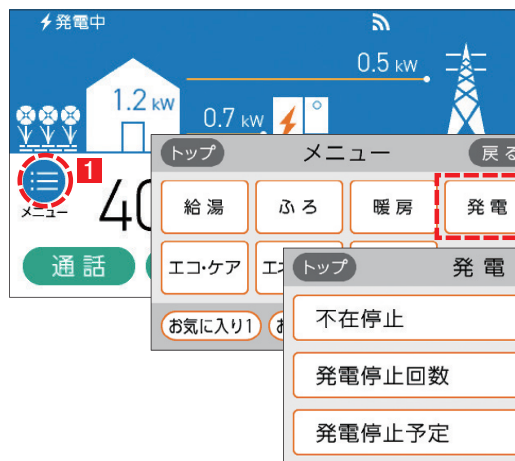 発電中
0.5 kW
1.2 kW
0.7 kW
メニュー
1
40
通話
トップ
メニュー
戻る
給湯
ふろ
暖房
発電
エコ・ケア
エネ
お気に入り1
お
トップ
発電
不在停止
発電停止回数
発電停止予定